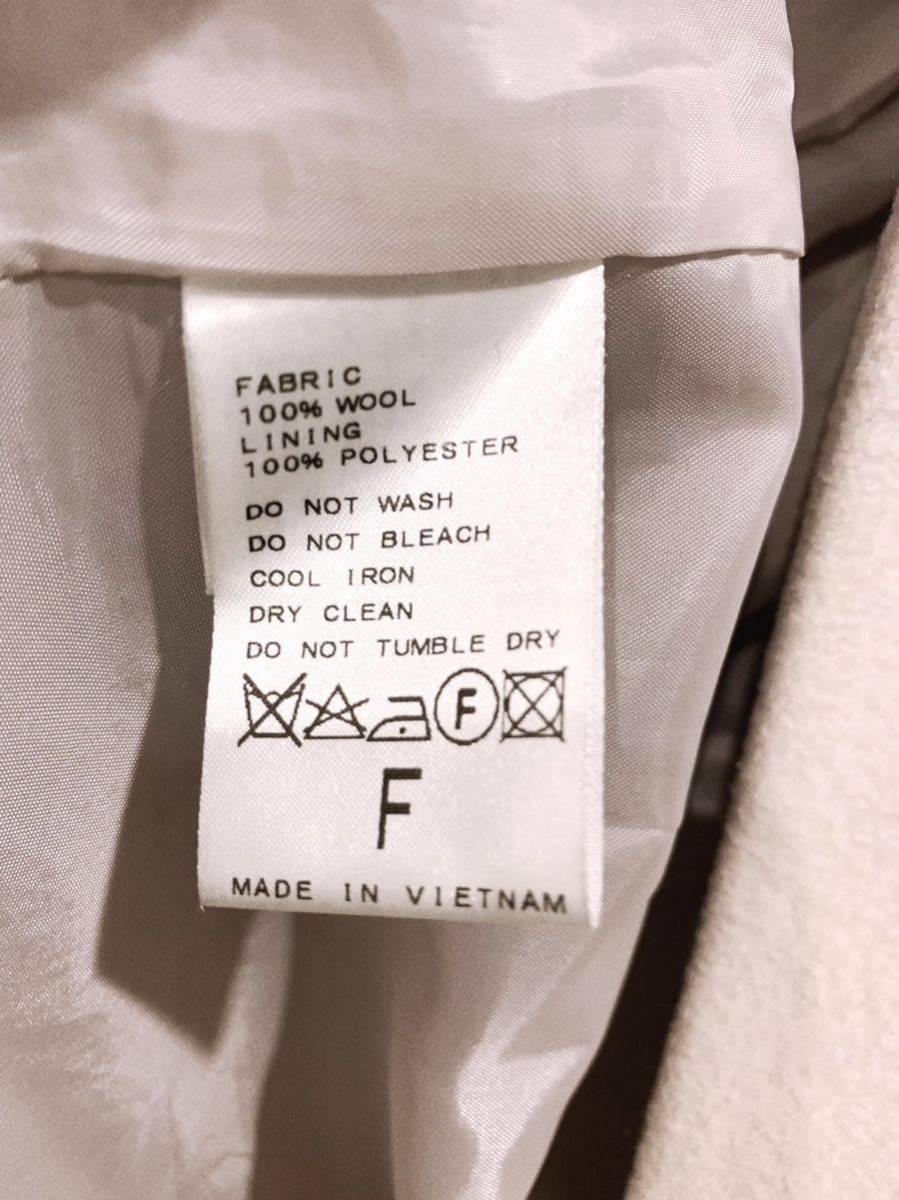 FABRIC
100% WOOL
LINING
100% POLYESTER
DO NOT WASH
DO NOT BLEACH
COOL IRON
DRY CLEAN
DO NOT TUMBLE DRY
F
F
MADE IN VIETNAM